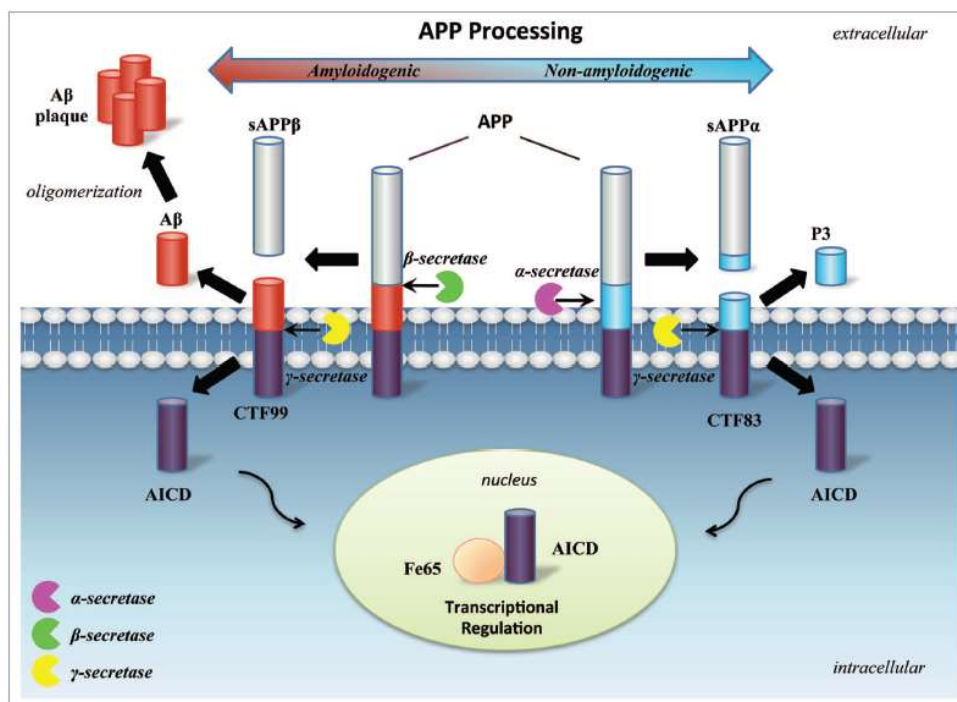 APP Processing
extracellular
Amyloidogenic
Non-amyloidogenic
Aβ
plaque
sAPPβ
APP
sAPPα
oligomerization
Aβ
β-secretase
α-secretase
P3
γ-secretase
γ-secretase
CTF99
CTF83
AICD
AICD
nucleus
Fe65
AICD
Transcriptional
Regulation
α-secretase
β-secretase
γ-secretase
intracellular